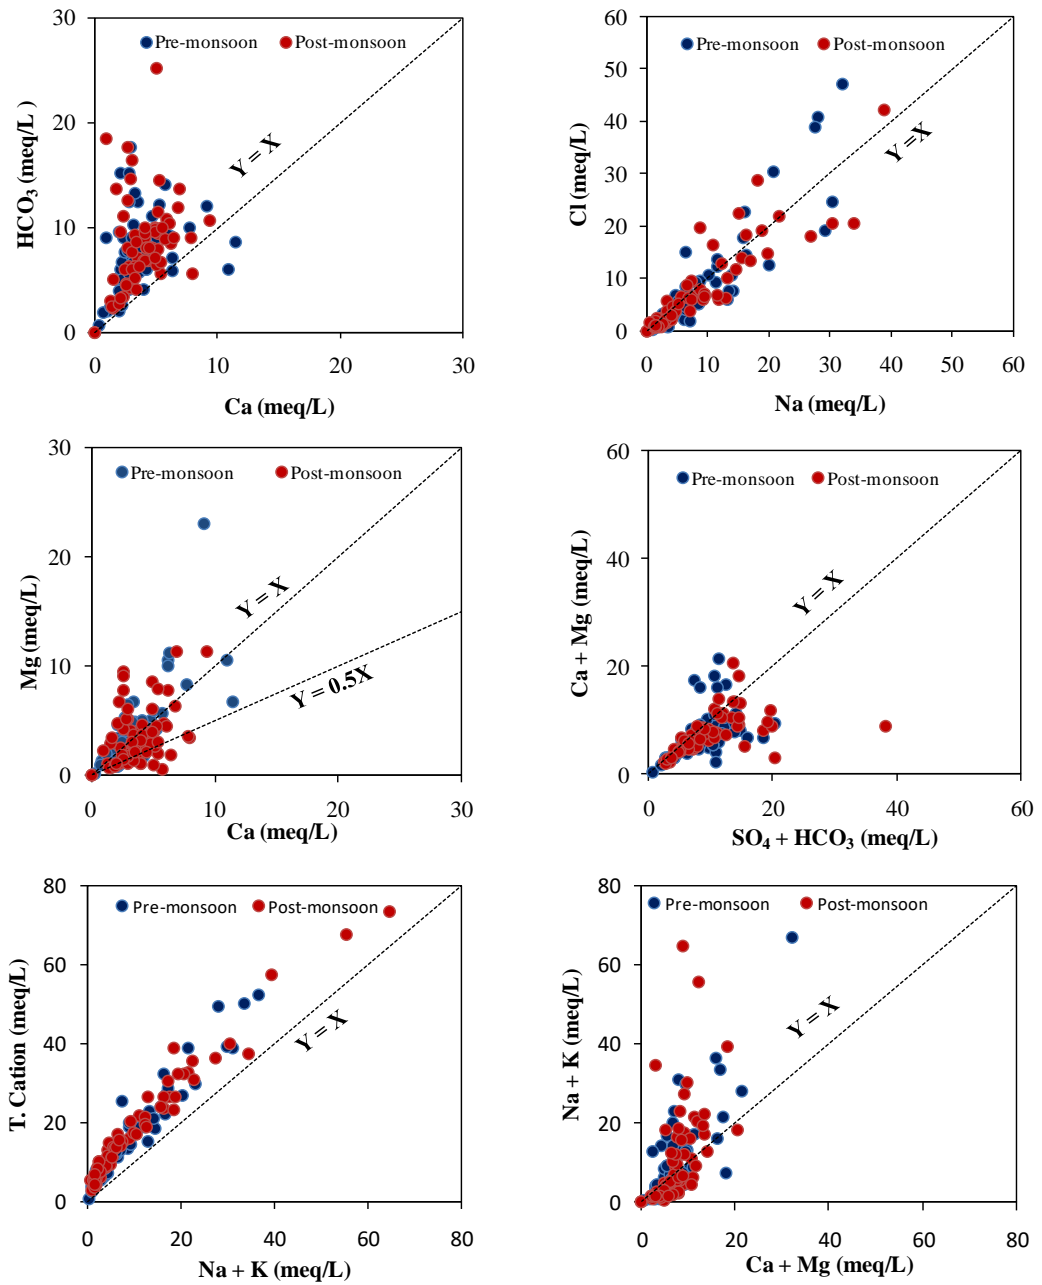 30
Pre-monsoon Post-monsoon
20
Y = X
HCO₃ (meq/L )
10
0
0 10 20 30
Ca (meq/L)
60
Pre-monsoon Post-monsoon
50
40
Y = X
Cl (meq/L)
30
20
10
0
0 10 20 30 40 50 60
Na (meq/L)
30
Pre-monsoon Post-monsoon
20
Y = X
Mg (meq/L)
10
Y = 0.5X
0
0 10 20 30
Ca (meq/L)
60
Pre-monsoon Post-monsoon
40
Y = X
Ca + Mg (meq/L)
20
0
0 20 40 60
SO₄ + HCO₃ (meq/L)
80
Pre-monsoon Post-monsoon
60
Y = X
T. Cation (meq/L)
40
20
0
0 20 40 60 80
Na + K (meq/L)
80
Pre-monsoon Post-monsoon
60
Y = X
Na + K (meq/L)
40
20
0
0 20 40 60 80
Ca + Mg (meq/L)